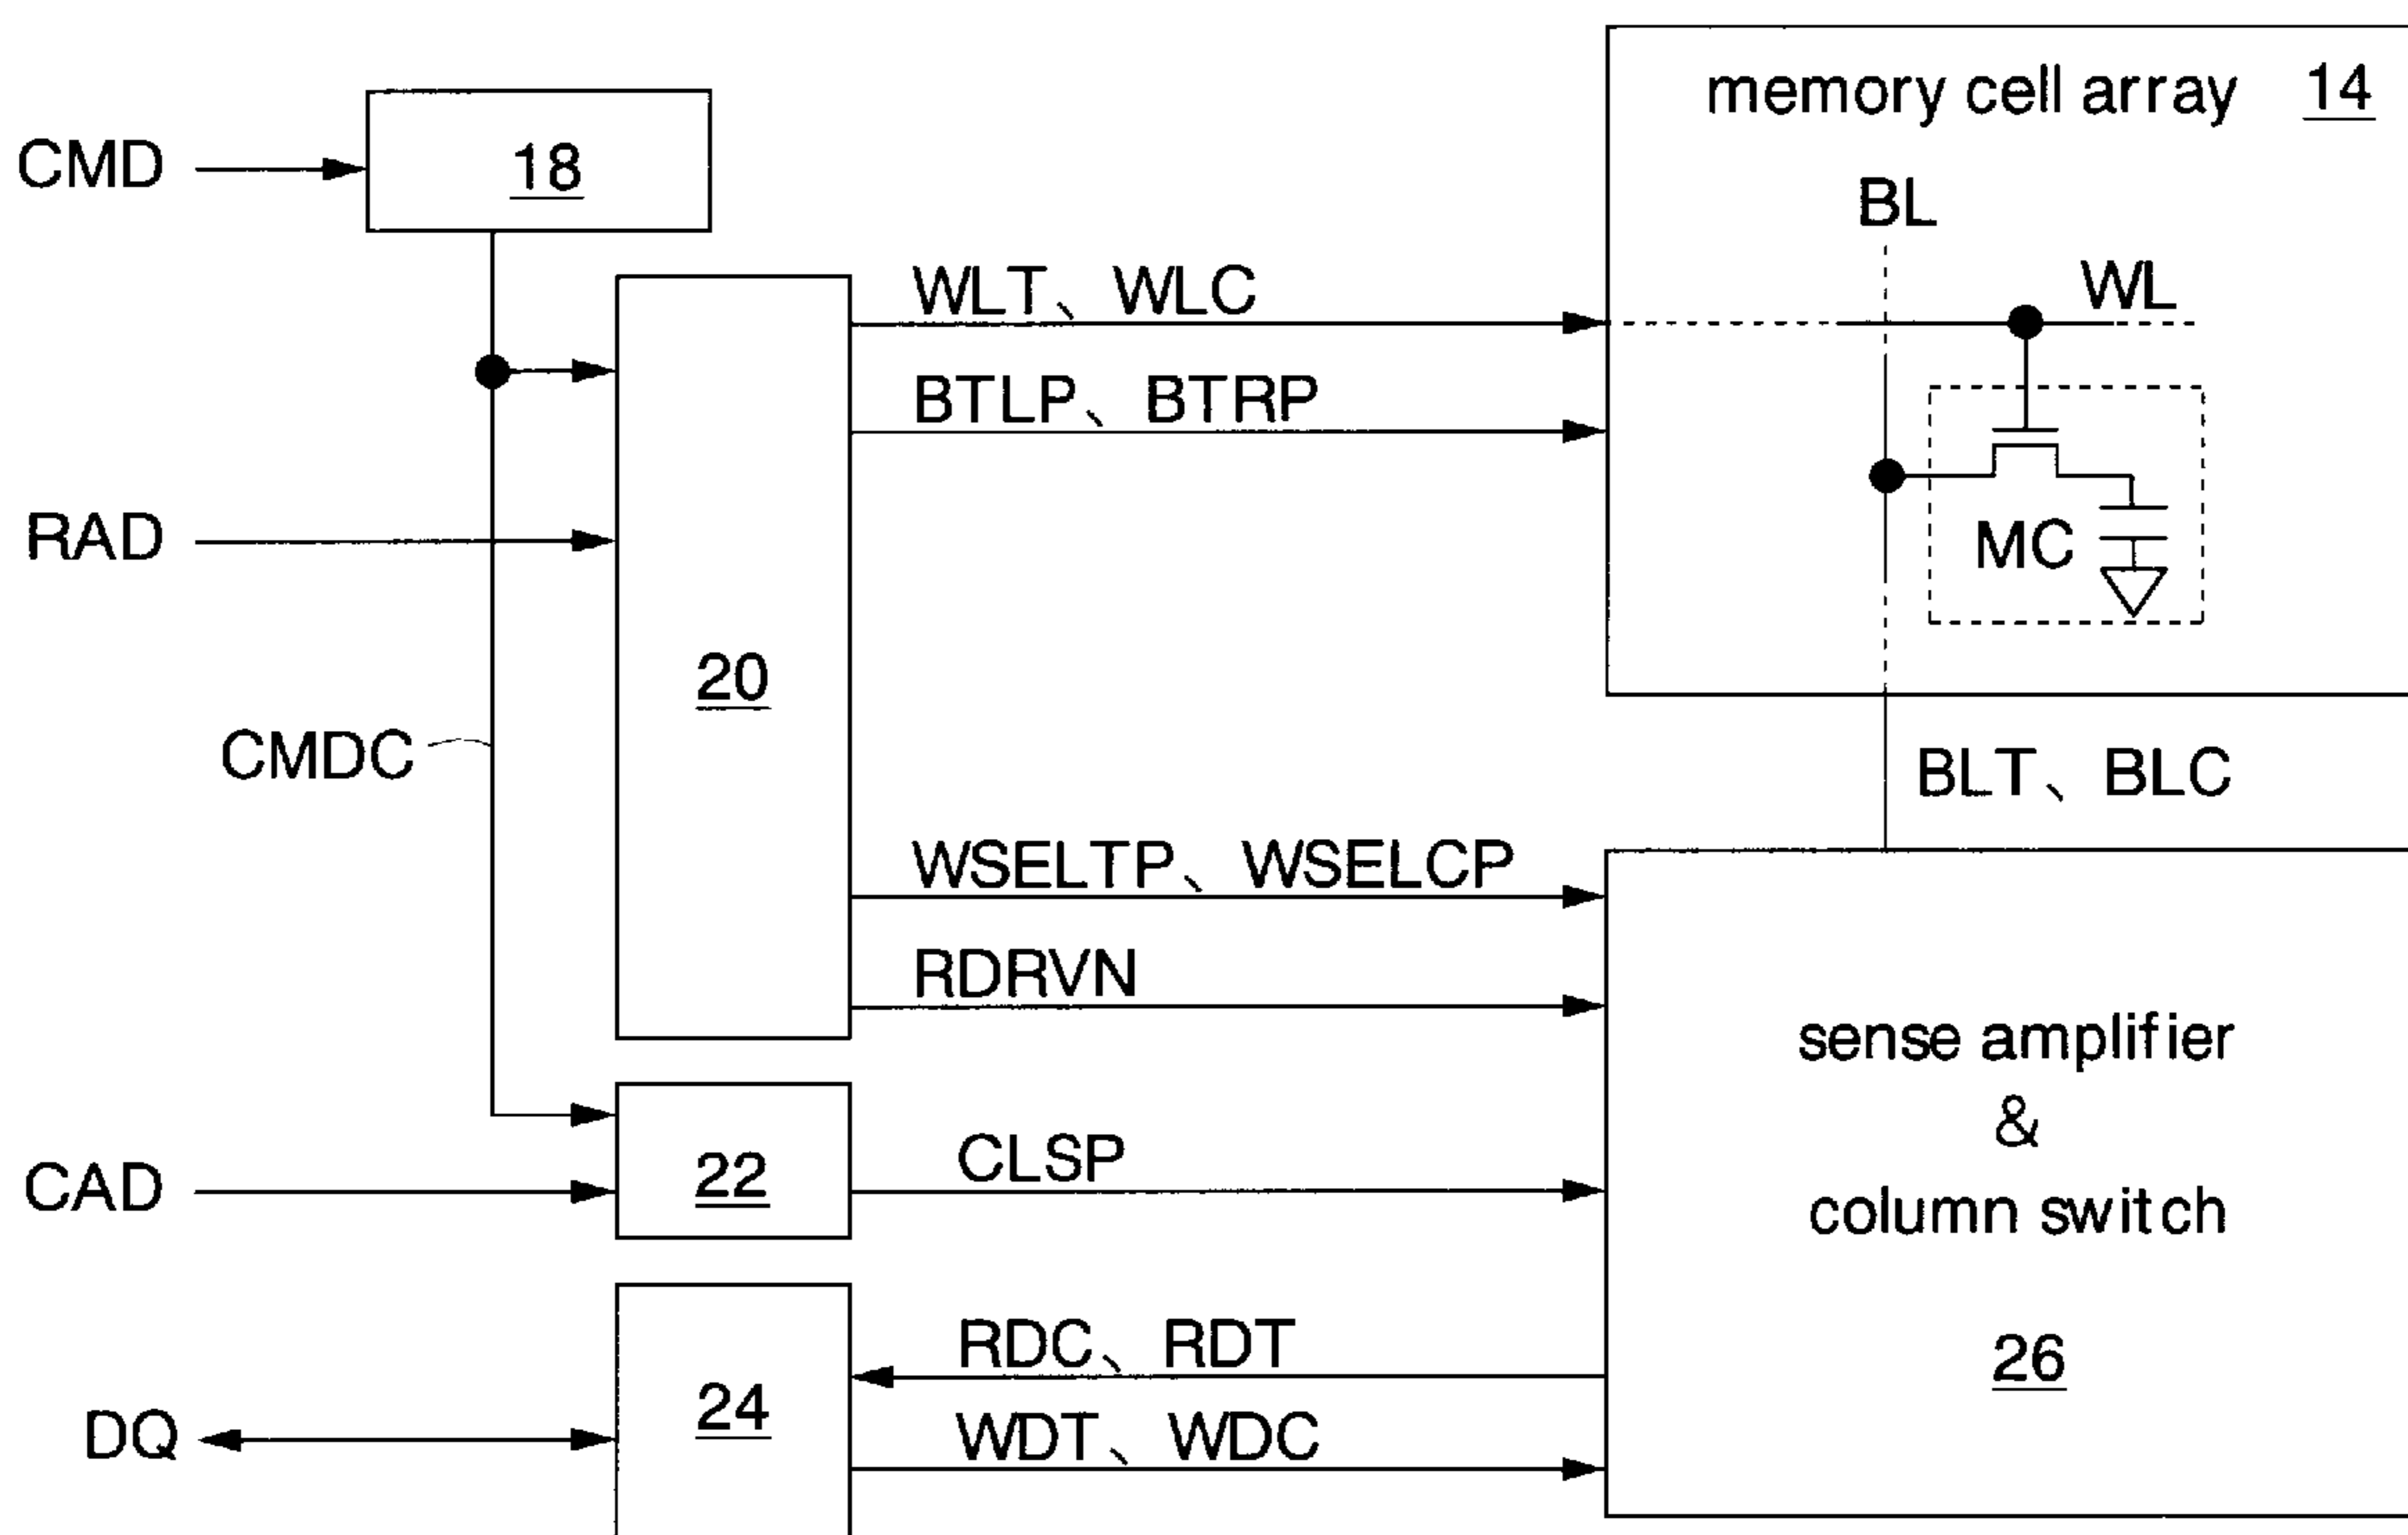 memory cell array 14
CMD
18
BL
WLT、WLC
WL
BTLP、BTRP
RAD
MC
20
CMDC
BLT、BLC
WSELTP、WSELCP
RDRVN
sense amplifier
&
column switch
26
CAD
22
CLSP
RDC、RDT
24
DQ
WDT、WDC